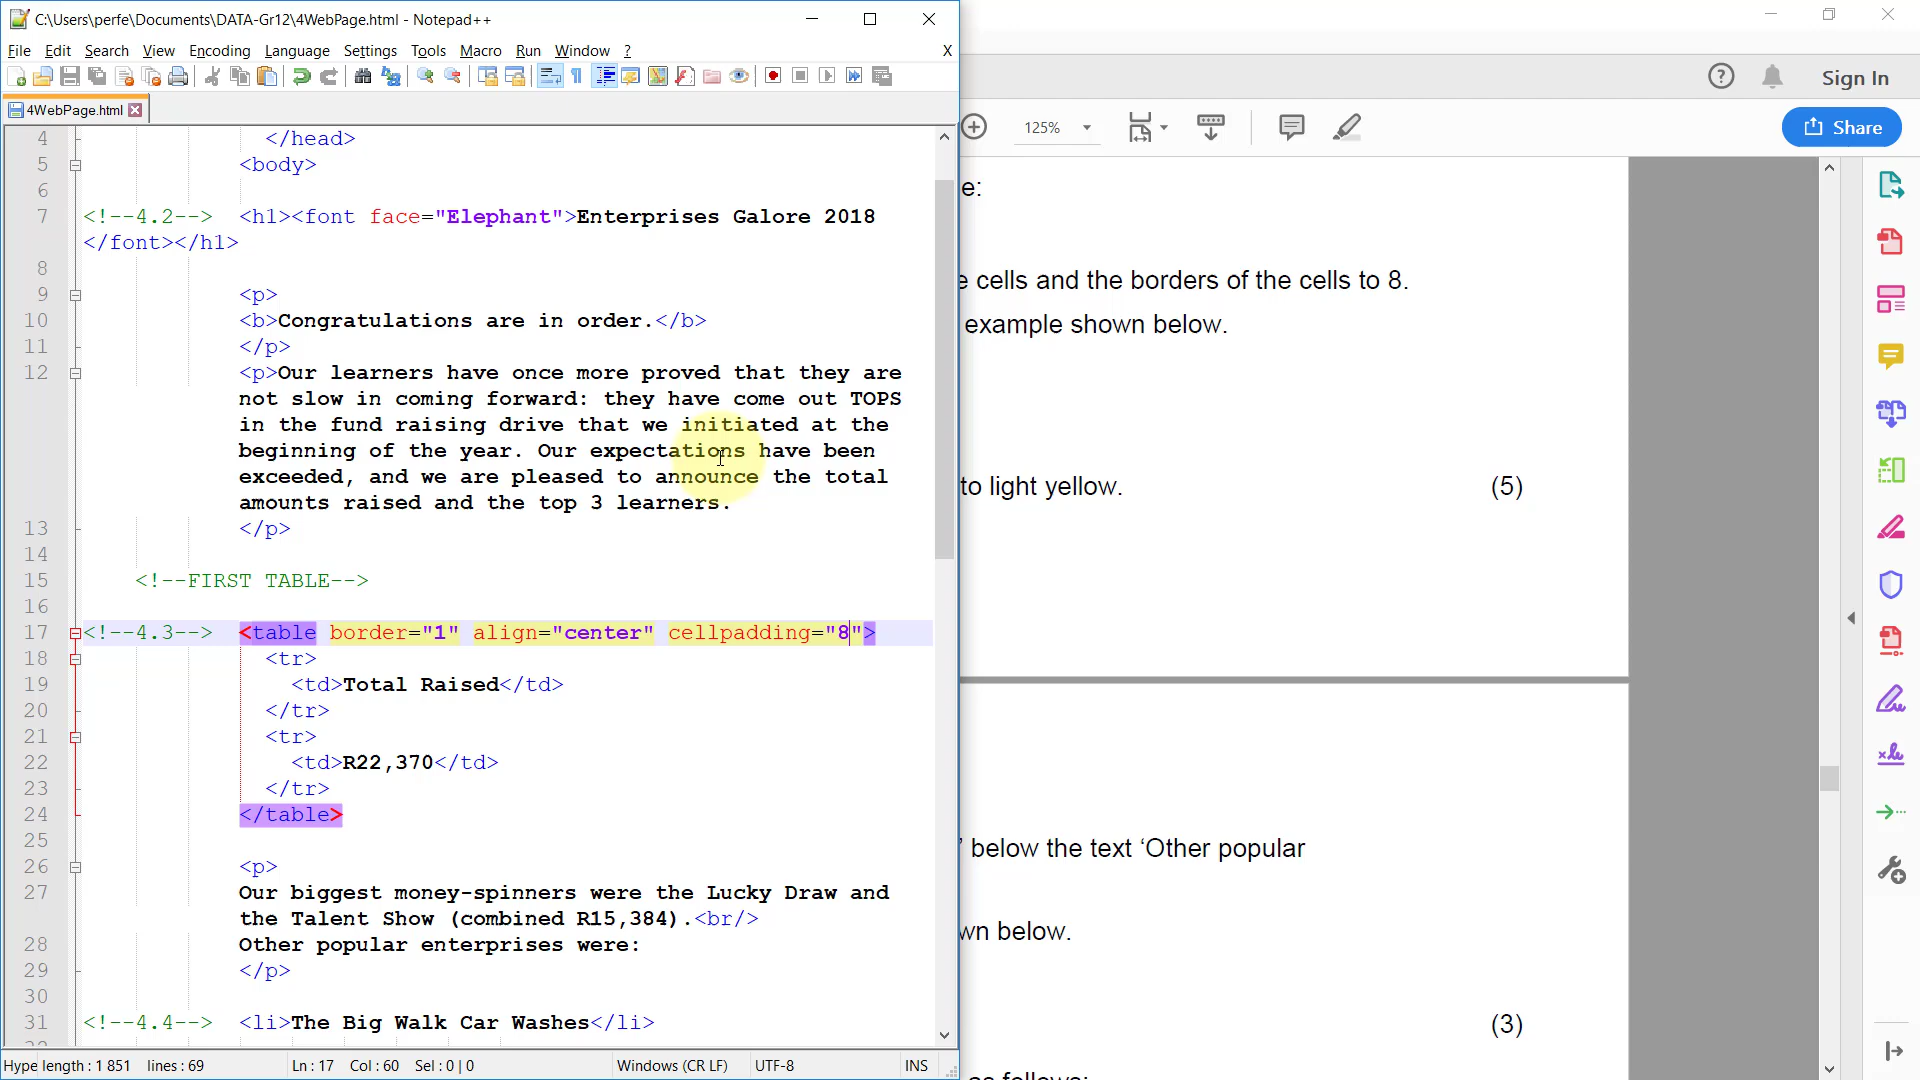 C:\Users\perfe\Documents\DATA-Gr12\4WebPage.html - Notepad++
File Edit Search View Encoding Language Settings Tools Macro Run Window ? X
4WebPage.html
4 </head>
5 <body>
6
7 <!--4.2--> <h1><font face="Elephant">Enterprises Galore 2018
</font></h1>
8
9 <p>
10 <b>Congratulations are in order.</b>
11 </p>
12 <p>Our learners have once more proved that they are
not slow in coming forward: they have come out TOPS
in the fund raising drive that we initiated at the
beginning of the year. Our expectations have been
exceeded, and we are pleased to announce the total
amounts raised and the top 3 learners.
13 </p>
14
15 <!--FIRST TABLE-->
16
17 <!--4.3--> <table border="1" align="center" cellpadding="8">
18 <tr>
19 <td>Total Raised</td>
20 </tr>
21 <tr>
22 <td>R22,370</td>
23 </tr>
24 </table>
25
26 <p>
27 Our biggest money-spinners were the Lucky Draw and
the Talent Show (combined R15,384).<br/>
28 Other popular enterprises were:
29 </p>
30
31 <!--4.4--> <li>The Big Walk Car Washes</li>
Hype length : 1 851 lines : 69 Ln : 17 Col : 60 Sel : 0 | 0 Windows (CR LF) UTF-8 INS
Sign In
125%
Share
e:
e cells and the borders of the cells to 8.
example shown below.
to light yellow. (5)
’ below the text ‘Other popular
wn below.
(3)